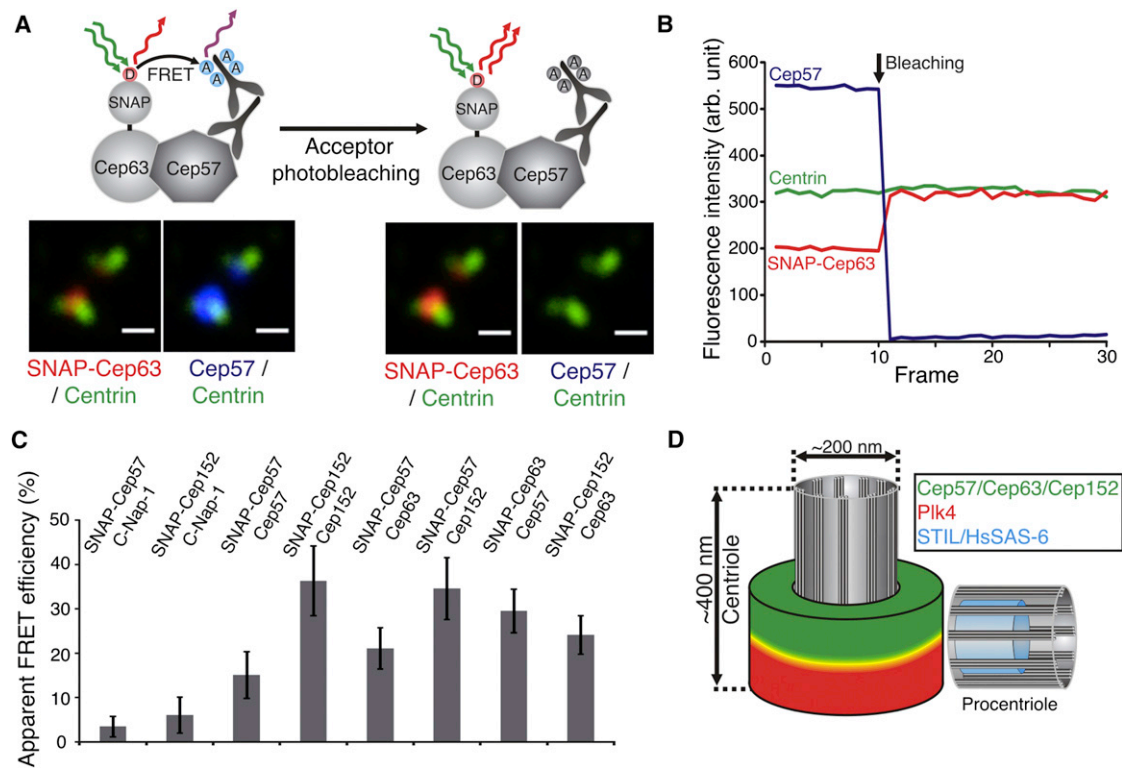 A
D
FRET
A
A
A
A
SNAP
Cep63
Cep57
Acceptor
photobleaching
D
A
A
A
A
SNAP
Cep63
Cep57
SNAP-Cep63
/ Centrin
Cep57 /
Centrin
SNAP-Cep63
/ Centrin
Cep57 /
Centrin
B
Fluorescence intensity (arb. unit)
600
500
400
300
200
100
0
Cep57
Bleaching
Centrin
SNAP-Cep63
0
10
20
30
Frame
C
Apparent FRET efficiency (%)
50
40
30
20
10
0
SNAP-Cep57
C-Nap-1
SNAP-Cep152
C-Nap-1
SNAP-Cep57
Cep57
SNAP-Cep152
Cep152
SNAP-Cep57
Cep63
SNAP-Cep57
Cep152
SNAP-Cep63
Cep57
SNAP-Cep152
Cep63
D
~200 nm
~400 nm
Centriole
Cep57/Cep63/Cep152
Plk4
STIL/HsSAS-6
Procentriole